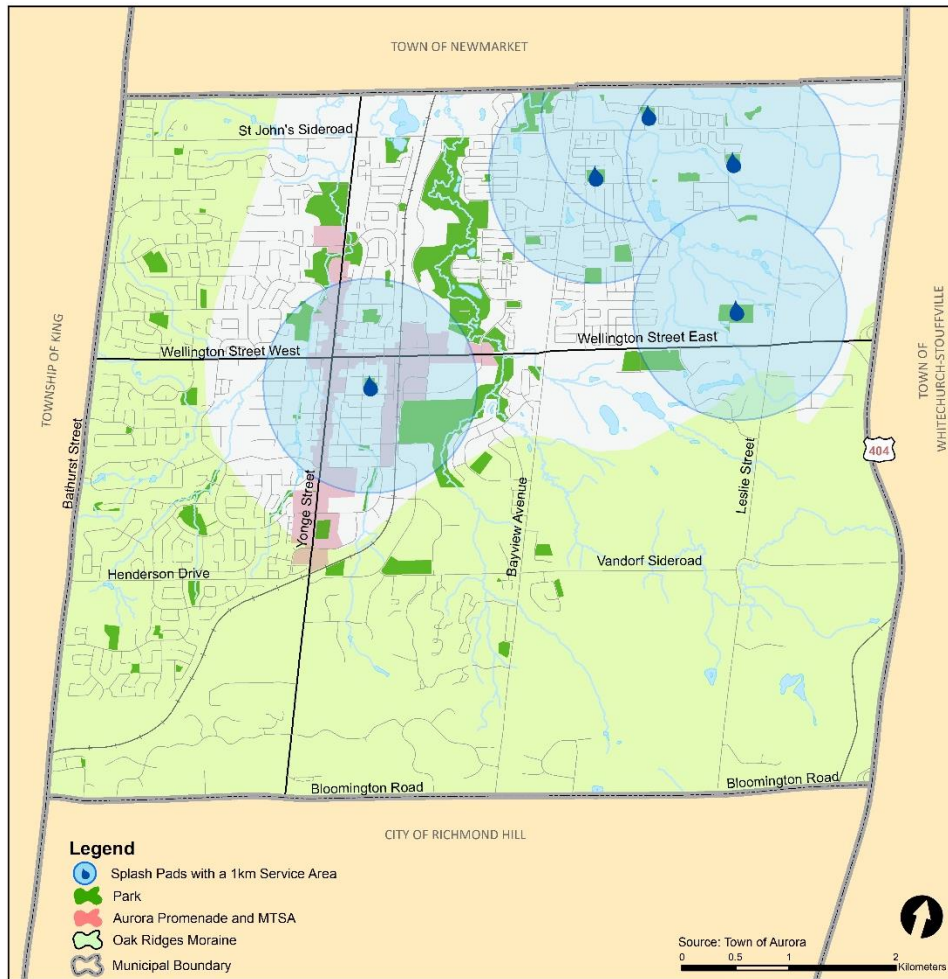 TOWN OF NEWMARKET
St John's Sideroad
Wellington Street West
Wellington Street East
TOWNSHIP OF KING
Bathurst Street
Yonge Street
Bayview Avenue
Leslie Street
404
TOWN OF
WHITECHURCH-STOUFFVILLE
Henderson Drive
Vandorf Sideroad
Bloomington Road
Bloomington Road
CITY OF RICHMOND HILL
Legend
Splash Pads with a 1km Service Area
Park
Aurora Promenade and MTSA
Oak Ridges Moraine
Municipal Boundary
Source: Town of Aurora
0 0.5 1 2
Kilometers